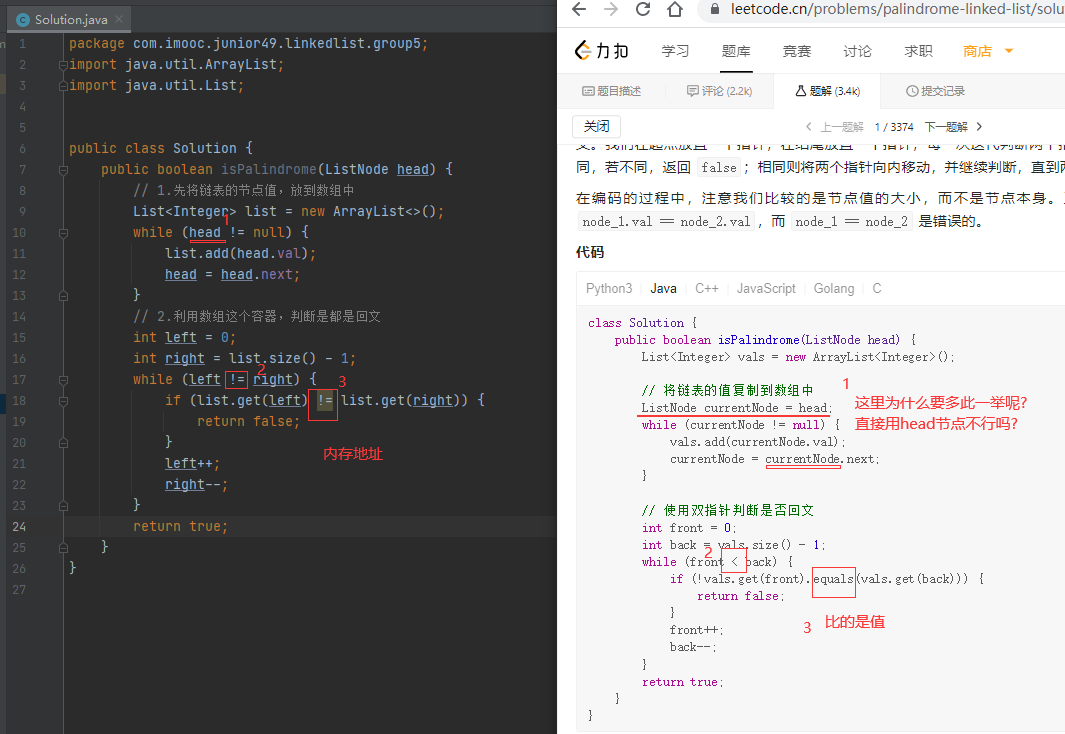 Solution.java
1 package com.imooc.junior49.linkedlist.group5;
2 import java.util.ArrayList;
3 import java.util.List;
4
5
6 public class Solution {
7 public boolean isPalindrome(ListNode head) {
8 // 1.先将链表的节点值，放到数组中
9 List<Integer> list = new ArrayList<>();
1
10 while (head != null) {
11 list.add(head.val);
12 head = head.next;
13 }
14 // 2.利用数组这个容器，判断是都是回文
15 int left = 0;
16 int right = list.size() - 1;
2
17 while (left != right) {
3
18 if (list.get(left) != list.get(right)) {
19 return false;
20 }
内存地址
21 left++;
22 right--;
23 }
24 return true;
25 }
26 }
27
leetcode.cn/problems/palindrome-linked-list/solu
力扣 学习 题库 竞赛 讨论 求职 商店
题目描述 评论 (2.2k) 题解 (3.4k) 提交记录
关闭 上一题解 1 / 3374 下一题解
同，若不同，返回 false；相同则将两个指针向内移动，并继续判断，直到
在编码的过程中，注意我们比较的是节点值的大小，而不是节点本身。
node_1.val == node_2.val，而 node_1 == node_2 是错误的。
代码
Python3 Java C++ JavaScript Golang C
class Solution {
public boolean isPalindrome(ListNode head) {
List<Integer> vals = new ArrayList<Integer>();
// 将链表的值复制到数组中
1
ListNode currentNode = head;
这里为什么要多此一举呢?
直接用head节点不行吗?
while (currentNode != null) {
vals.add(currentNode.val);
currentNode = currentNode.next;
}
// 使用双指针判断是否回文
int front = 0;
int back = vals.size() - 1;
2
while (front < back) {
if (!vals.get(front).equals(vals.get(back))) {
return false;
}
3 比的是值
front++;
back--;
}
return true;
}
}